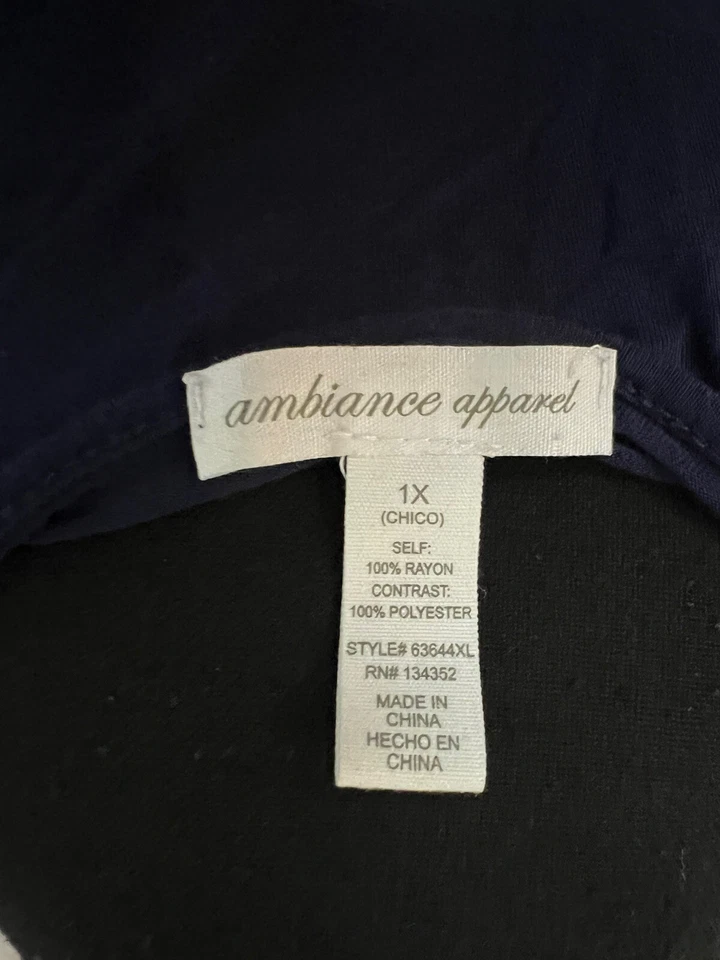 ambiance apparel
1X
(CHICO)
SELF:
100% RAYON
CONTRAST:
100% POLYESTER
STYLE# 63644XL
RN# 134352
MADE IN
CHINA
HECHO EN
CHINA